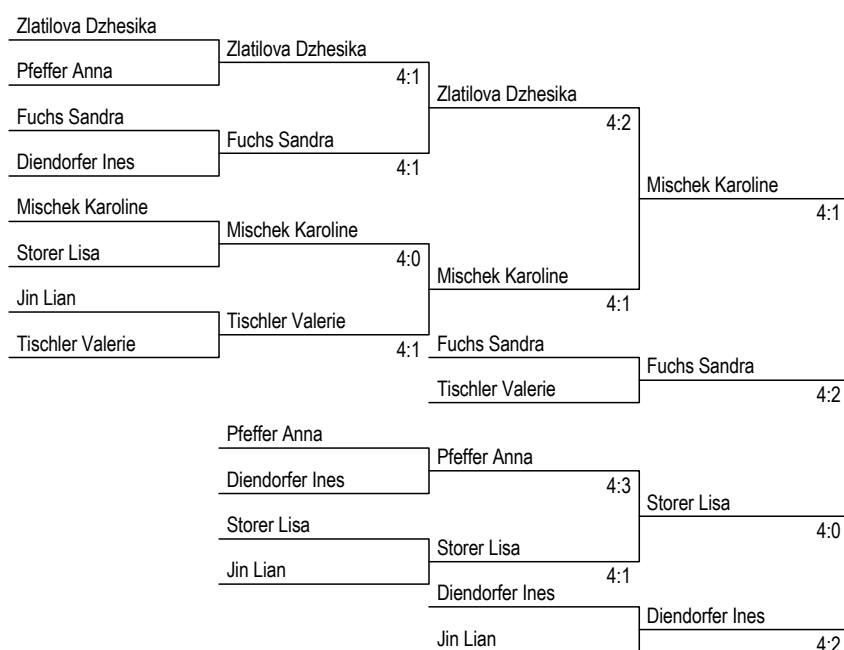 Zlatilova Dzhesika
Zlatilova Dzhesika
Pfeffer Anna
4:1
Zlatilova Dzhesika
Fuchs Sandra
4:2
Fuchs Sandra
Diendorfer Ines
4:1
Mischek Karoline
Mischek Karoline
4:1
Mischek Karoline
Storer Lisa
4:0
Mischek Karoline
Jin Lian
4:1
Tischler Valerie
Tischler Valerie
4:1
Fuchs Sandra
Fuchs Sandra
Tischler Valerie
4:2
Pfeffer Anna
Pfeffer Anna
Diendorfer Ines
4:3
Storer Lisa
Storer Lisa
4:0
Storer Lisa
Jin Lian
4:1
Diendorfer Ines
Diendorfer Ines
Jin Lian
4:2